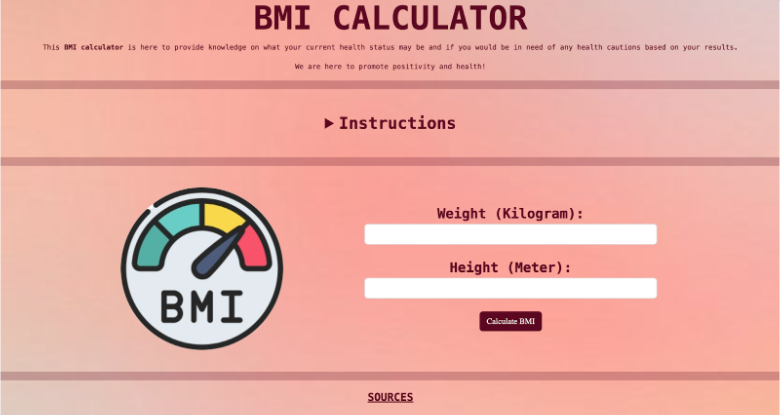 BMI CALCULATOR
This BMI calculator is here to provide knowledge on what your current health status may be and if you would be in need of any health cautions based on your results.
We are here to promote positivity and health!
▶ Instructions
BMI
Weight (Kilogram):
Height (Meter):
Calculate BMI
SOURCES